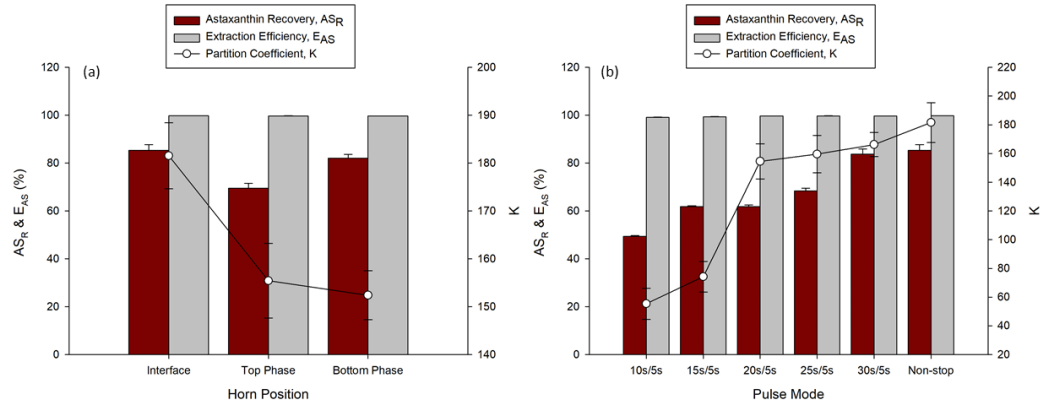 Astaxanthin Recovery, ASR
Extraction Efficiency, EAS
Partition Coefficient, K
(a)
120
100
80
60
40
20
0
ASR & EAS (%)
200
190
180
170
160
150
140
K
Interface
Top Phase
Bottom Phase
Horn Position
Astaxanthin Recovery, ASR
Extraction Efficiency, EAS
Partition Coefficient, K
(b)
120
100
80
60
40
20
0
ASR & EAS (%)
220
200
180
160
140
120
100
80
60
40
20
K
10s/5s
15s/5s
20s/5s
25s/5s
30s/5s
Non-stop
Pulse Mode